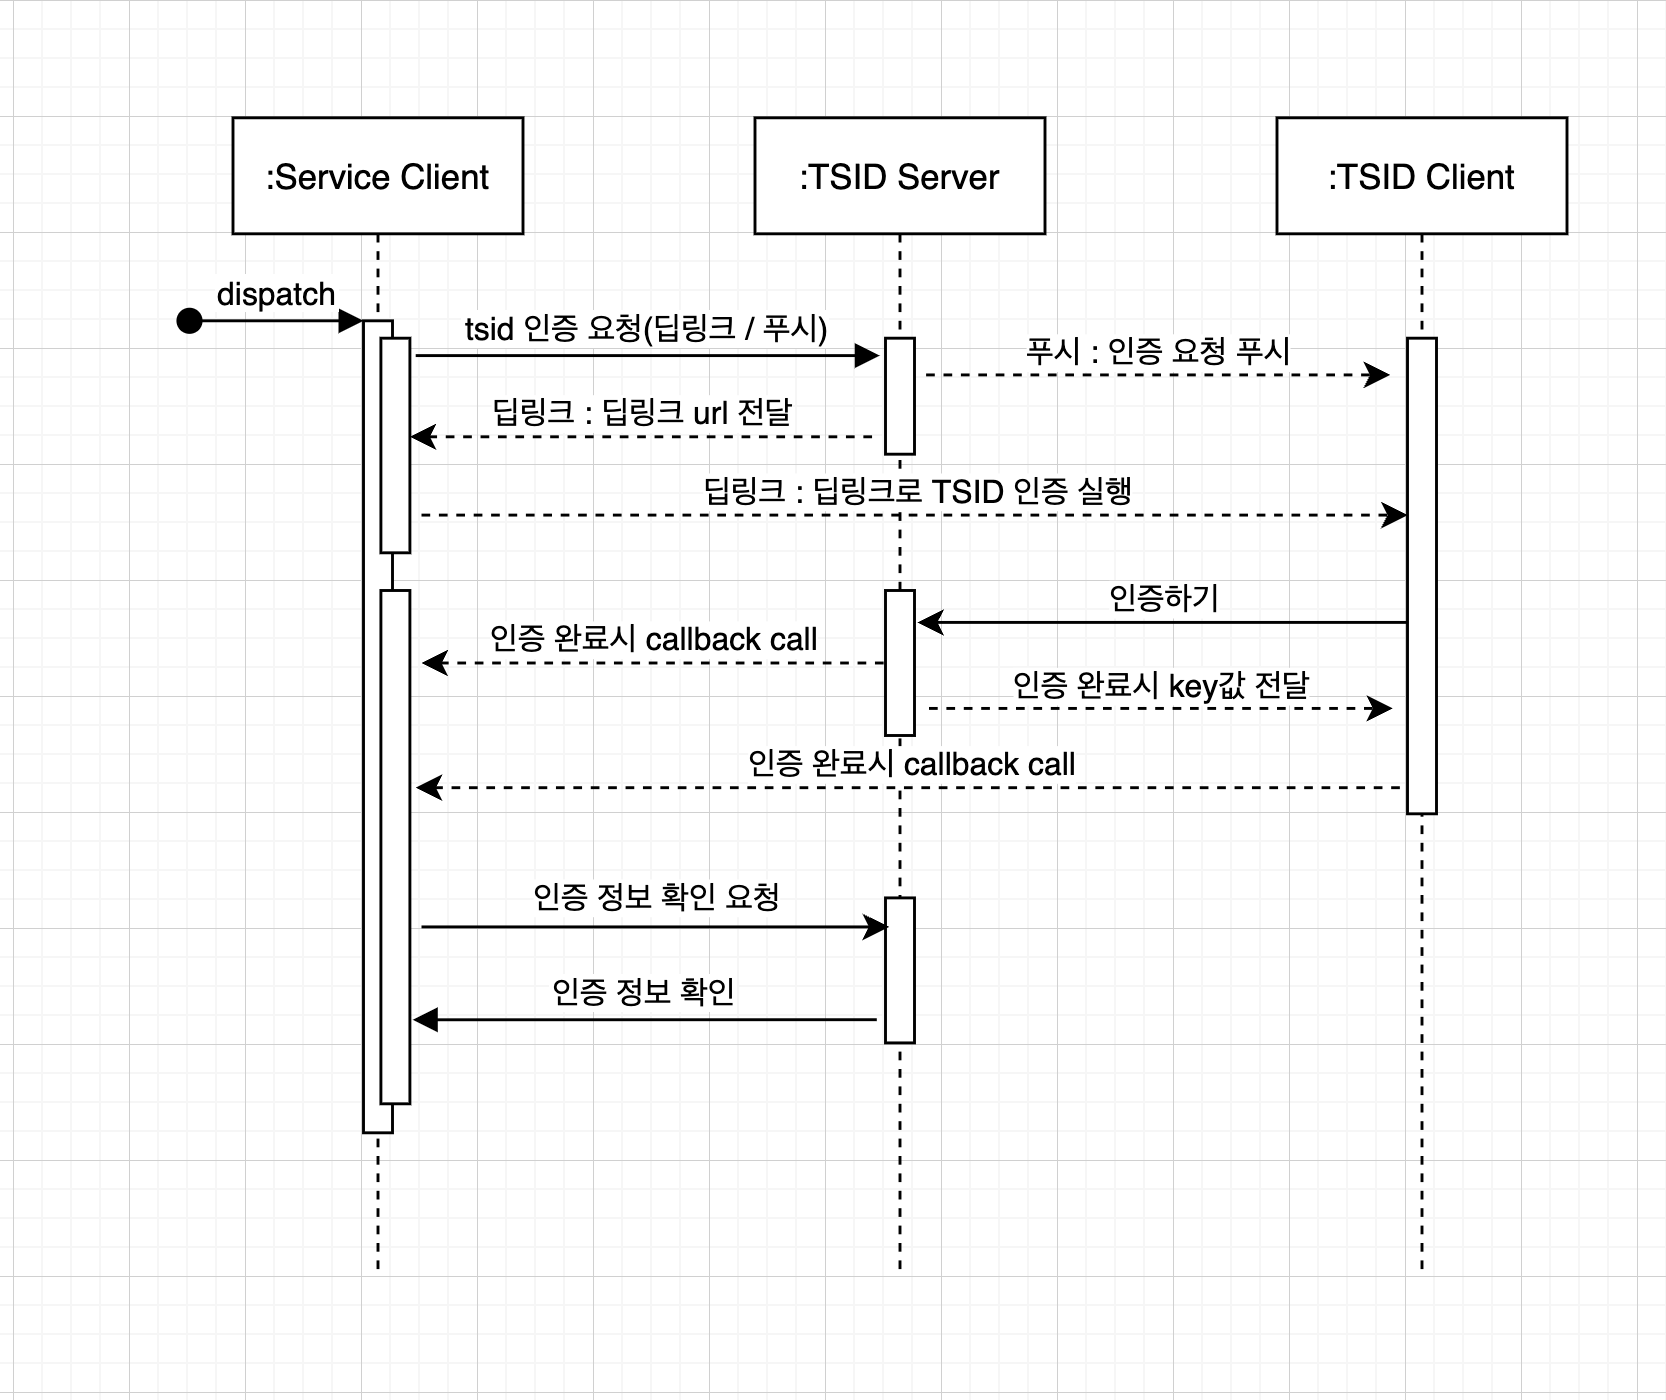 :Service Client
:TSID Server
:TSID Client
dispatch
tsid 인증 요청(딥링크 / 푸시)
푸시 : 인증 요청 푸시
딥링크 : 딥링크 url 전달
딥링크 : 딥링크로 TSID 인증 실행
인증하기
인증 완료시 callback call
인증 완료시 key값 전달
인증 완료시 callback call
인증 정보 확인 요청
인증 정보 확인